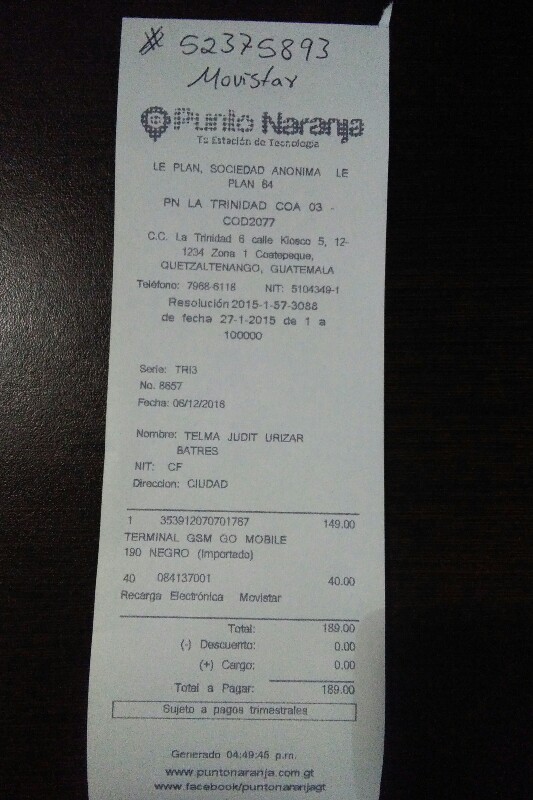 # 52375893
Movistar
Punto Naranja
Tu Estación de Tecnología
LE PLAN, SOCIEDAD ANONIMA LE
PLAN 64
PN LA TRINIDAD COA 03 -
COD2077
C.C. La Trinidad 6 calle Kiosco 5, 12-
1234 Zona 1 Coatepeque,
QUETZALTENANGO, GUATEMALA
Teléfono: 7968-6118 NIT: 5104349-1
Resolución 2015-1-57-3088
de fecha 27-1-2015 de 1 a
100000
Serie: TRI3
No. 8657
Fecha: 06/12/2016
Nombre: TELMA JUDIT URIZAR
BATRES
NIT: CF
Direccion: CIUDAD
1 353912070701767 149.00
TERMINAL GSM GO MOBILE
190 NEGRO (Importado)
40 084137001 40.00
Recarga Electrónica Movistar
Total: 189.00
(-) Descuento: 0.00
(+) Cargo: 0.00
Total a Pagar: 189.00
Sujeto a pagos trimestrales
Generado 04:49:45 p.m.
www.puntonaranja.com.gt
www.facebook/puntonaranjagt